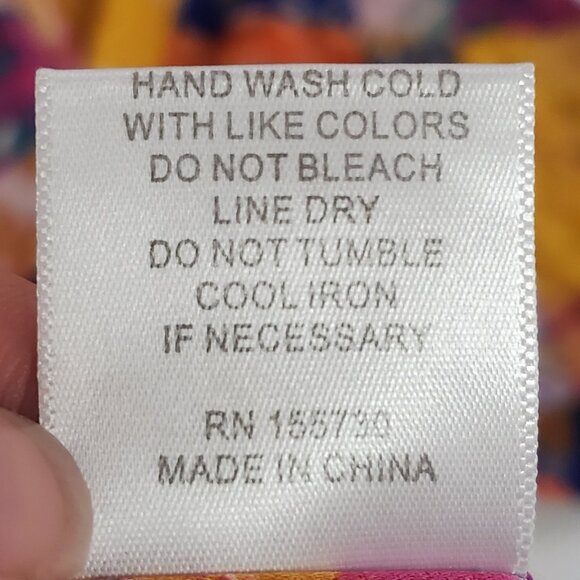 HAND WASH COLD
WITH LIKE COLORS
DO NOT BLEACH
LINE DRY
DO NOT TUMBLE
COOL IRON
IF NECESSARY
RN 155730
MADE IN CHINA